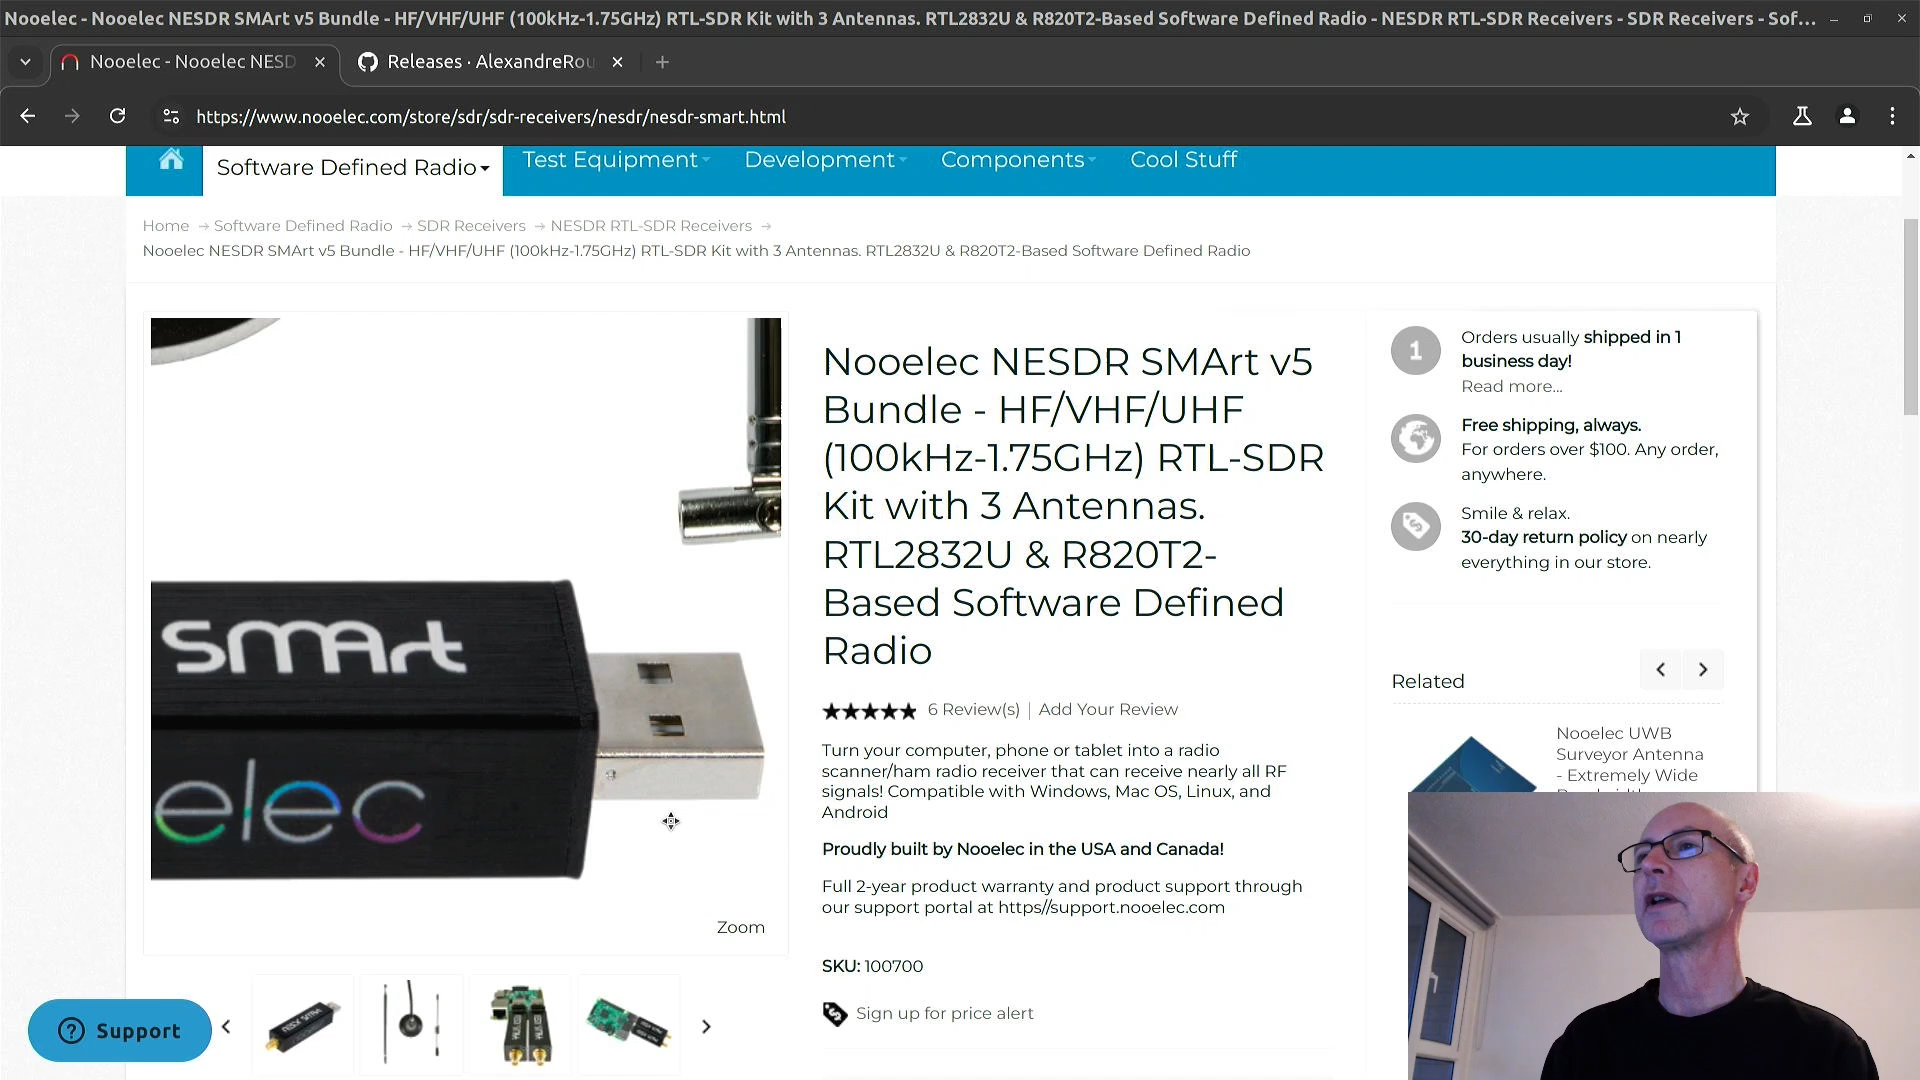 Nooelec - Nooelec NESDR SMArt v5 Bundle - HF/VHF/UHF (100kHz-1.75GHz) RTL-SDR Kit with 3 Antennas. RTL2832U & R820T2-Based Software Defined Radio - NESDR RTL-SDR Receivers - SDR Receivers - Sof...
Nooelec - Nooelec NESD
Releases · AlexandreRou
https://www.nooelec.com/store/sdr/sdr-receivers/nesdr/nesdr-smart.html
Software Defined Radio
Test Equipment
Development
Components
Cool Stuff
Home → Software Defined Radio → SDR Receivers → NESDR RTL-SDR Receivers →
Nooelec NESDR SMArt v5 Bundle - HF/VHF/UHF (100kHz-1.75GHz) RTL-SDR Kit with 3 Antennas. RTL2832U & R820T2-Based Software Defined Radio
smart
elec
Zoom
Nooelec NESDR SMArt v5
Bundle - HF/VHF/UHF
(100kHz-1.75GHz) RTL-SDR
Kit with 3 Antennas.
RTL2832U & R820T2-
Based Software Defined
Radio
6 Review(s) | Add Your Review
Turn your computer, phone or tablet into a radio
scanner/ham radio receiver that can receive nearly all RF
signals! Compatible with Windows, Mac OS, Linux, and
Android
Proudly built by Nooelec in the USA and Canada!
Full 2-year product warranty and product support through
our support portal at https//support.nooelec.com
SKU: 100700
Sign up for price alert
1
Orders usually shipped in 1
business day!
Read more...
Free shipping, always.
For orders over $100. Any order,
anywhere.
Smile & relax.
30-day return policy on nearly
everything in our store.
Related
Nooelec UWB
Surveyor Antenna
- Extremely Wide
Support